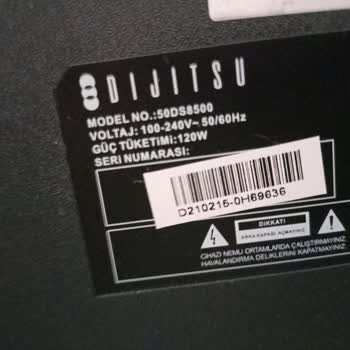 DIJITSU
MODEL NO.:50DS8500
VOLTAJ: 100-240V~ 50/60Hz
GÜÇ TÜKETİMİ:120W
SERİ NUMARASI:
D210215-0H69636
DİKKAT!
ARKA KAPAĞI AÇMAYINIZ
CİHAZI NEMLİ ORTAMLARDA ÇALIŞTIRMAYINIZ.
HAVALANDIRMA DELİKLERİNİ KAPATMAYINIZ.